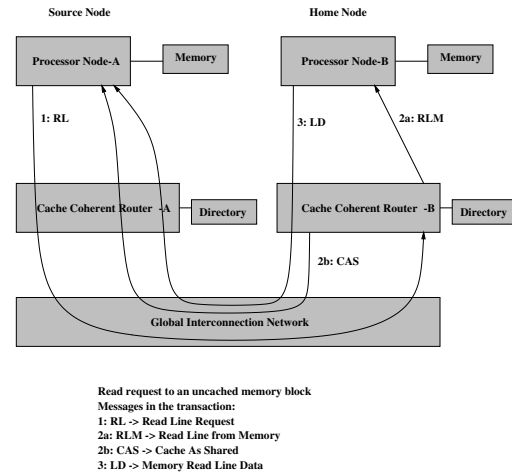 Source Node
Home Node
Processor Node-A
Memory
Processor Node-B
Memory
1: RL
3: LD
2a: RLM
Cache Coherent Router -A
Directory
Cache Coherent Router -B
Directory
2b: CAS
Global Interconnection Network
Read request to an uncached memory block
Messages in the transaction:
1: RL -> Read Line Request
2a: RLM -> Read Line from Memory
2b: CAS -> Cache As Shared
3: LD -> Memory Read Line Data